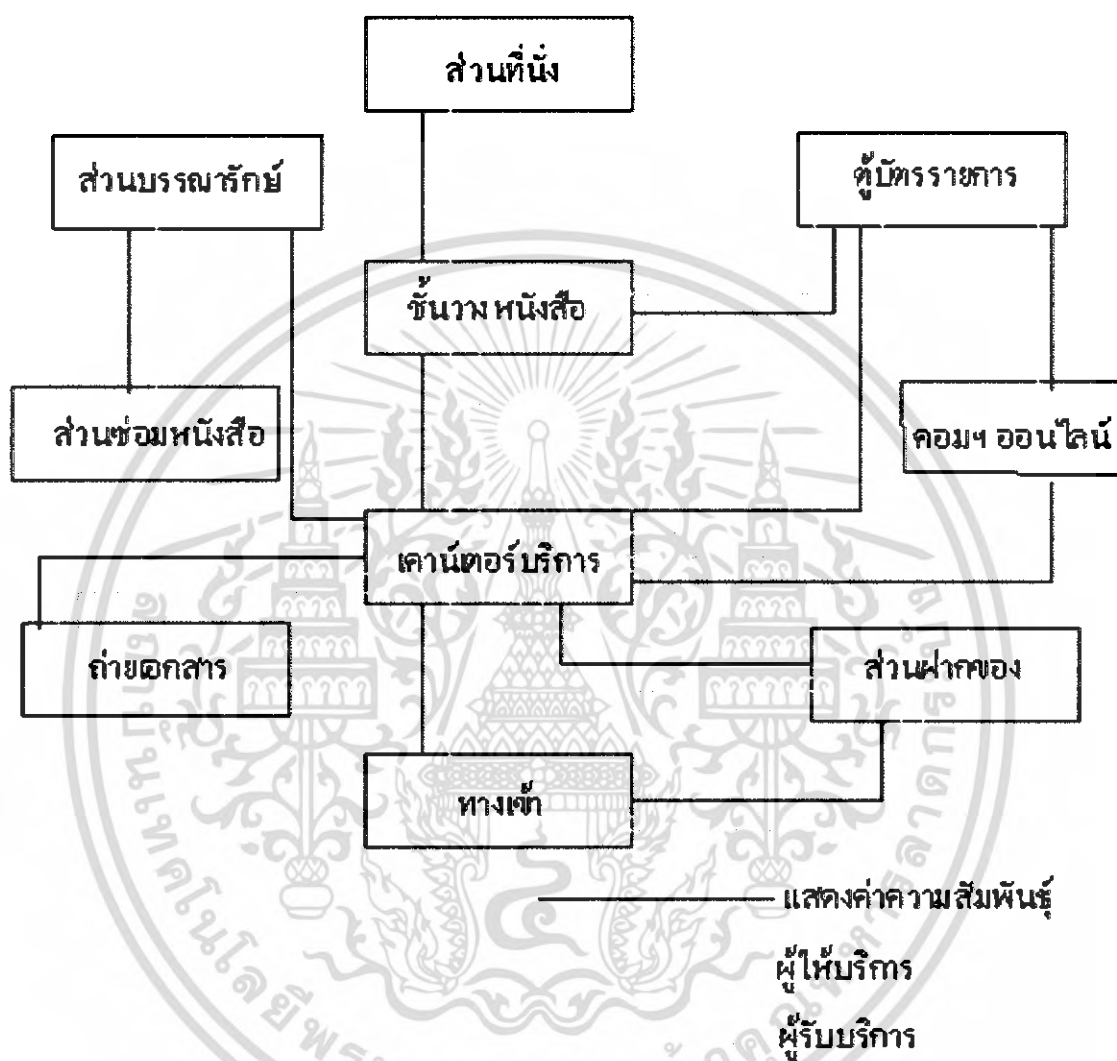 ส่วนที่นั่ง
ส่วนบรรณารักษ์
ตู้บัตรรายการ
ชั้นวางหนังสือ
ส่วนซ่อมหนังสือ
คอมฯ ออนไลน์
เคาน์เตอร์บริการ
ถ่ายเอกสาร
ส่วนฝากของ
ทางเข้า
แสดงค่าความสัมพันธ์
ผู้ให้บริการ
ผู้รับบริการ